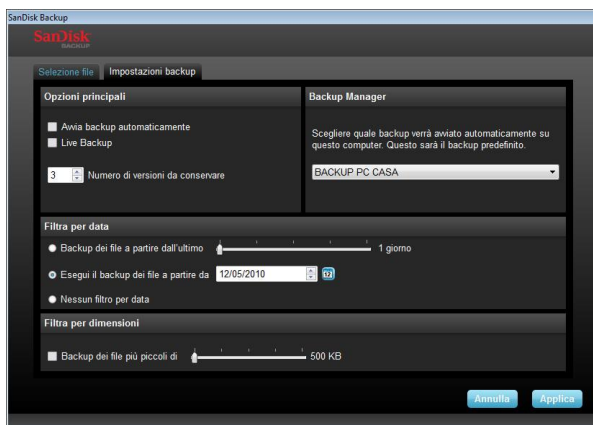 SanDisk Backup
SanDisk
BACKUP
Selezione file
Impostazioni backup
Opzioni principali
Avvia backup automaticamente
Live Backup
3 Numero di versioni da conservare
Backup Manager
Scegliere quale backup verrà avviato automaticamente su
questo computer. Questo sarà il backup predefinito.
BACKUP PC CASA
Filtra per data
Backup dei file a partire dall'ultimo 1 giorno
Esegui il backup dei file a partire da 12/05/2010 12
Nessun filtro per data
Filtra per dimensioni
Backup dei file più piccoli di 500 KB
Annulla
Applica